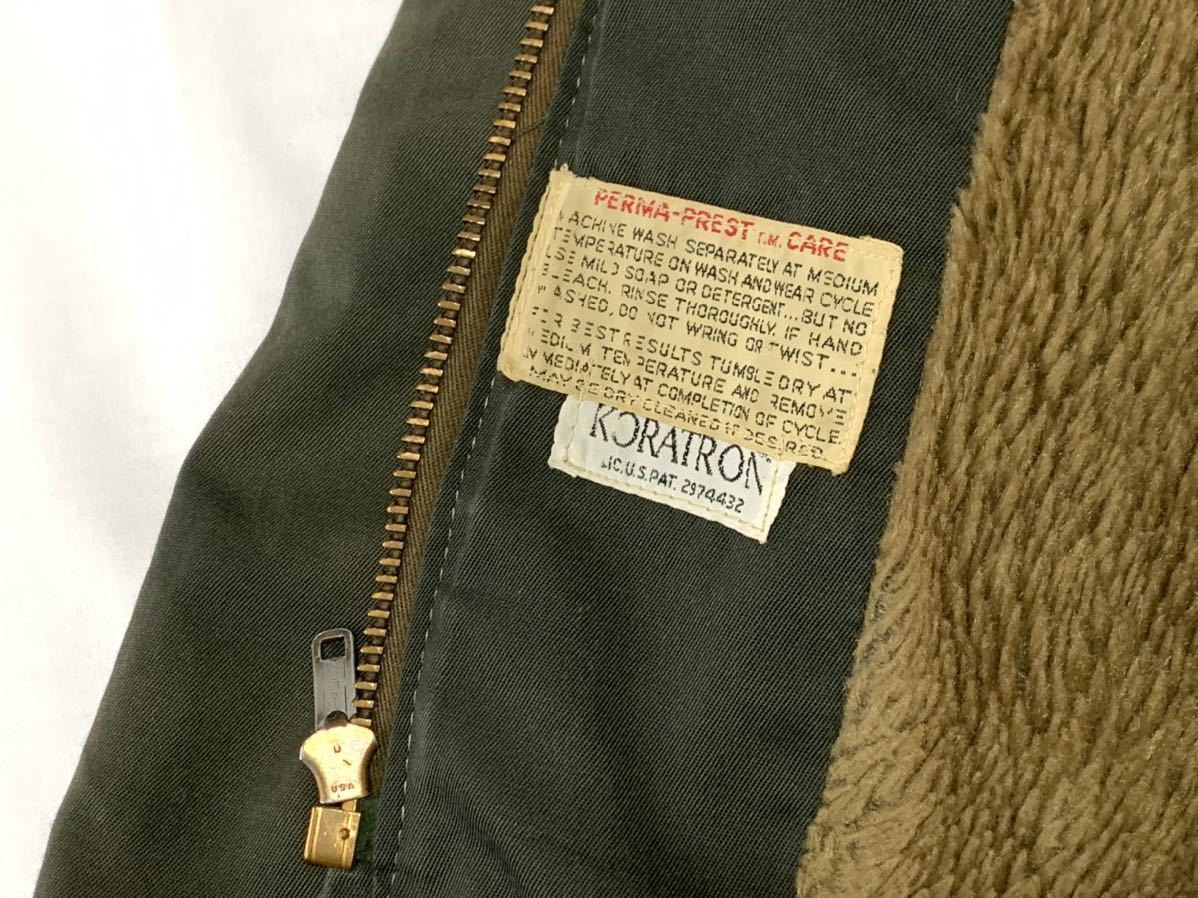 PERMA-PREST T.M. CARE
MACHINE WASH SEPARATELY AT MEDIUM
TEMPERATURE ON WASH AND WEAR CYCLE
USE MILD SOAP OR DETERGENT...BUT NO
BLEACH. RINSE THOROUGHLY. IF HAND
WASHED, DO NOT WRING OR TWIST....
FOR BEST RESULTS TUMBLE DRY AT
MEDIUM TEMPERATURE AND REMOVE
IMMEDIATELY AT COMPLETION OF CYCLE
MAY BE DRY CLEANED IF DESIRED
KORATRON
LIC. U.S. PAT. 2974432
U
USA